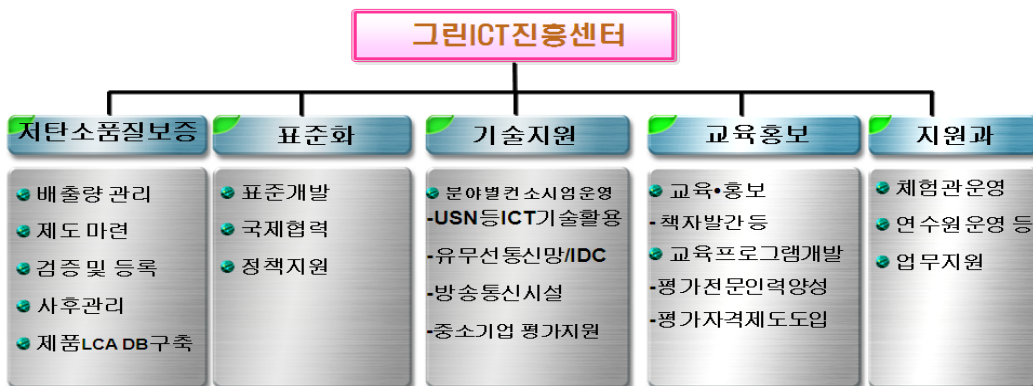 그린ICT진흥센터
저탄소품질보증
배출량 관리
제도 마련
검증 및 등록
사후관리
제품LCA DB구축
표준화
표준개발
국제협력
정책지원
기술지원
분야별컨소시엄운영
-USN등ICT기술활용
-유무선통신망/IDC
-방송통신시설
-중소기업 평가지원
교육홍보
교육•홍보
-책자발간 등
교육프로그램개발
-평가전문인력양성
-평가자격제도도입
지원과
체험관운영
연수원 운영 등
업무지원